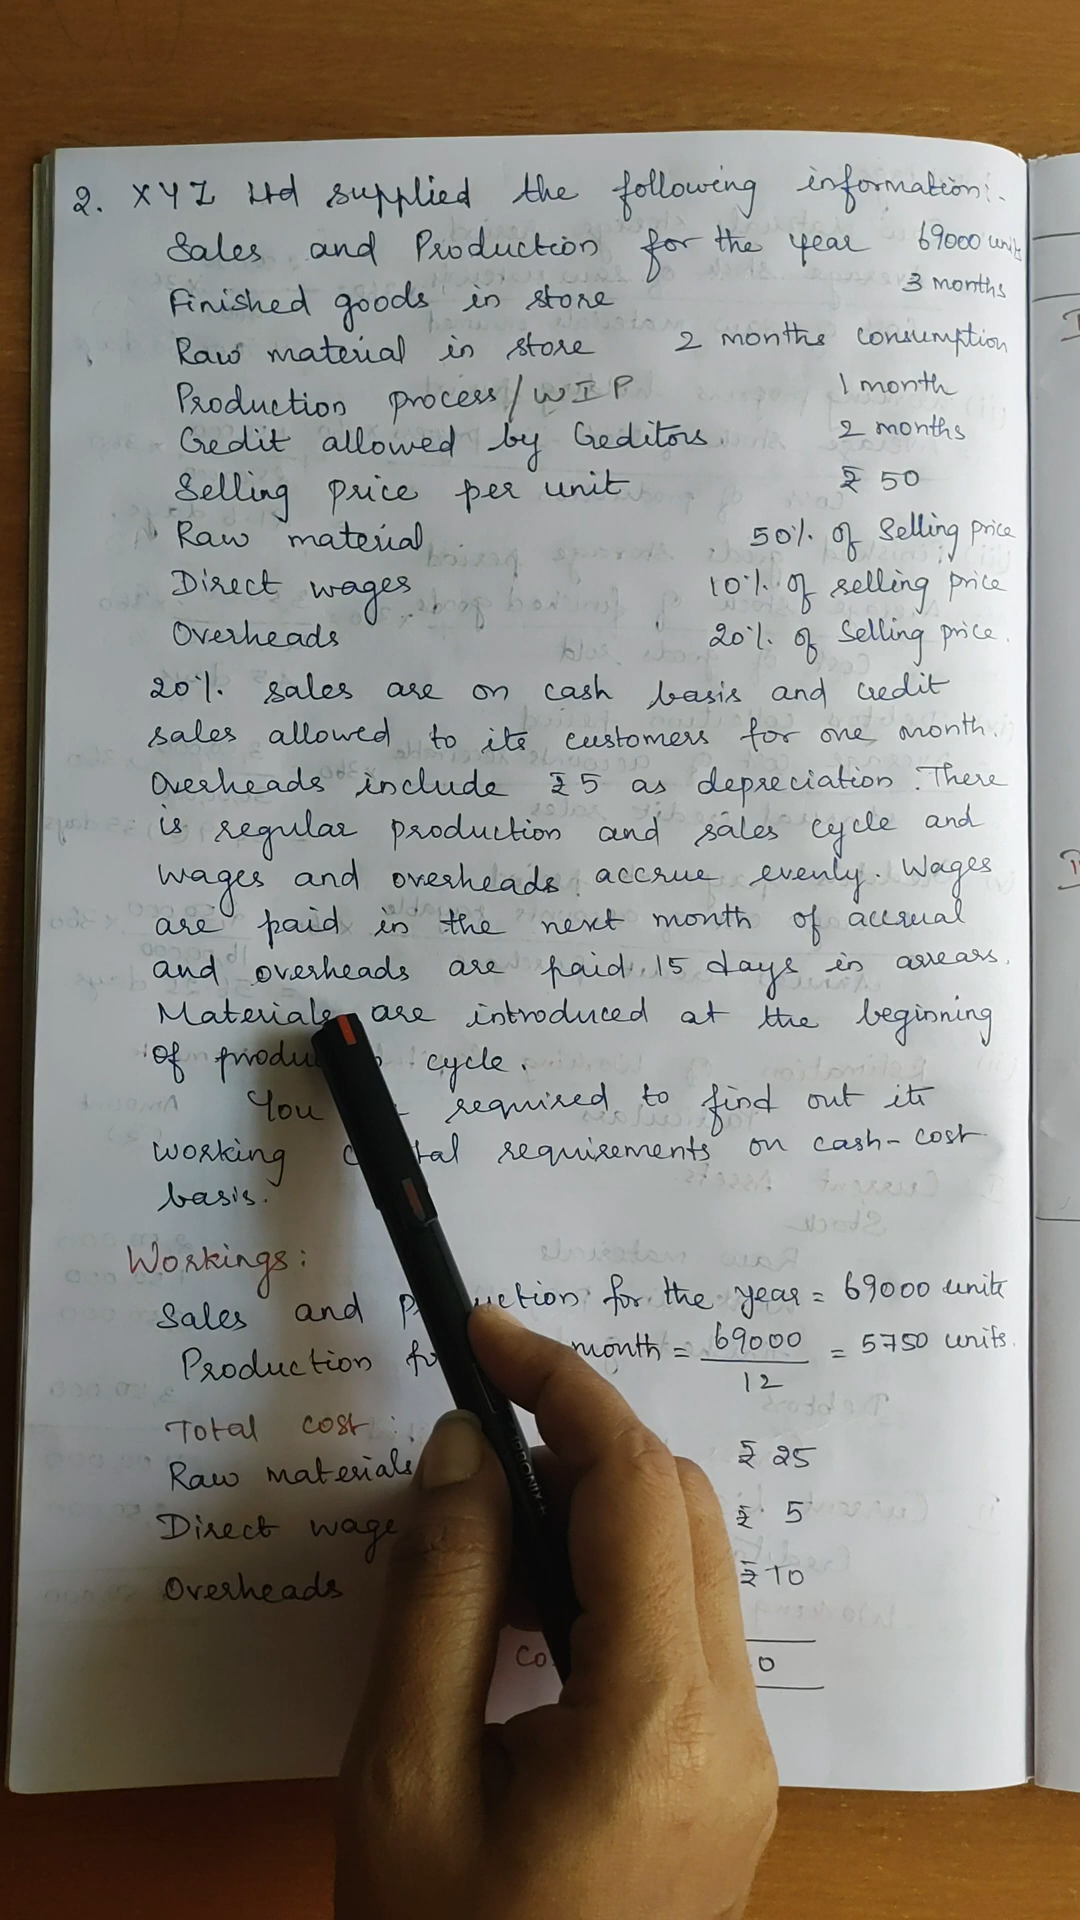 2. XYZ Ltd supplied the following information:-
Sales and Production for the year 69000 units
Finished goods in store 3 months
Raw material in store 2 months consumption
Production process/WIP 1 month
Credit allowed by Creditors 2 months
Selling price per unit ₹ 50
Raw material 50% of Selling price
Direct wages 10% of selling price
Overheads 20% of Selling price.
20% sales are on cash basis and credit
sales allowed to its customers for one month.
Overheads include ₹5 as depreciation. There
is regular production and sales cycle and
wages and overheads accrue evenly. Wages
are paid in the next month of accrual
and overheads are paid 15 days in arrears.
Materials are introduced at the beginning
of produ cycle.
You required to find out its
working tal requirements on cash-cost
basis.
Workings:
Sales and P uction for the year = 69000 units
Production f month = 69000 / 12 = 5750 units.
Total cost:
Raw materials ₹ 25
Direct wage ₹ 5
Overheads ₹ 10
Co 0